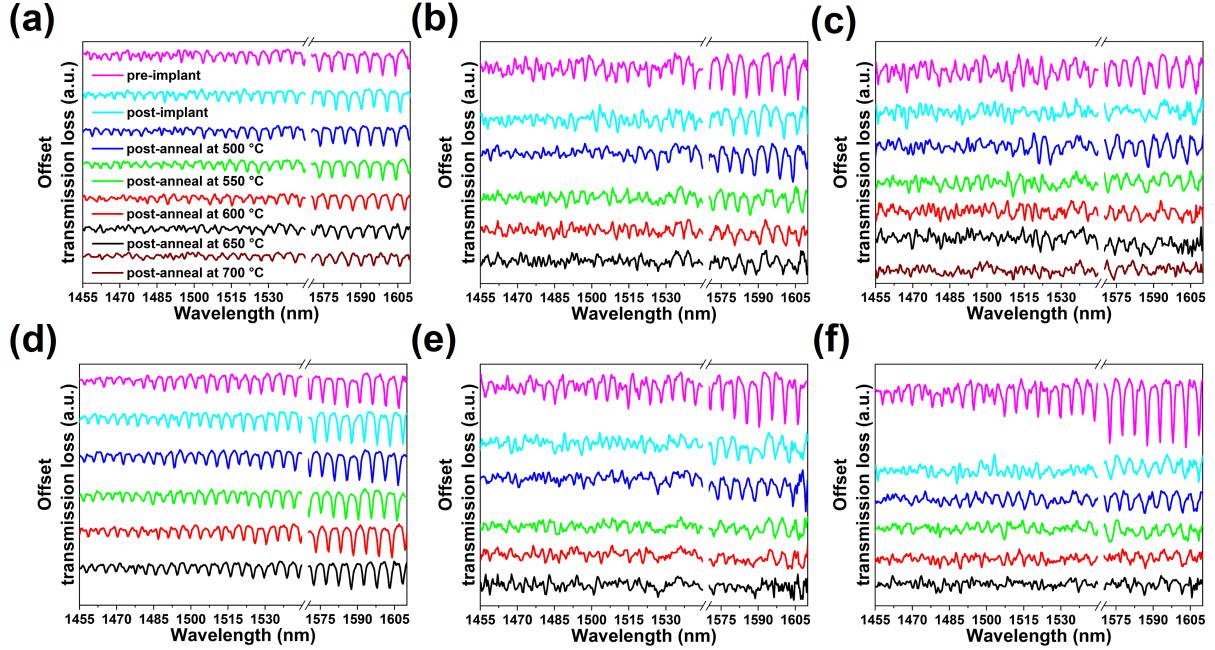 (a)
(b)
(c)
Offset
transmission loss (a.u.)
pre-implant
post-implant
post-anneal at 500 °C
post-anneal at 550 °C
post-anneal at 600 °C
post-anneal at 650 °C
post-anneal at 700 °C
1455 1470 1485 1500 1530 1575 1590 1605
Wavelength (nm)
Offset
transmission loss (a.u.)
1455 1470 1485 1500 1530 1575 1590 1605
Wavelength (nm)
Offset
transmission loss (a.u.)
1455 1470 1485 1500 1515 1530 1575 1590 1605
Wavelength (nm)
(d)
(e)
(f)
Offset
transmission loss (a.u.)
1455 1470 1485 1500 1515 1530 1575 1590 1605
Wavelength (nm)
Offset
transmission loss (a.u.)
1455 1470 1485 1500 1515 1530 1575 1590 1605
Wavelength (nm)
Offset
transmission loss (a.u.)
1455 1470 1485 1500 1515 1530 1575 1590 1605
Wavelength (nm)